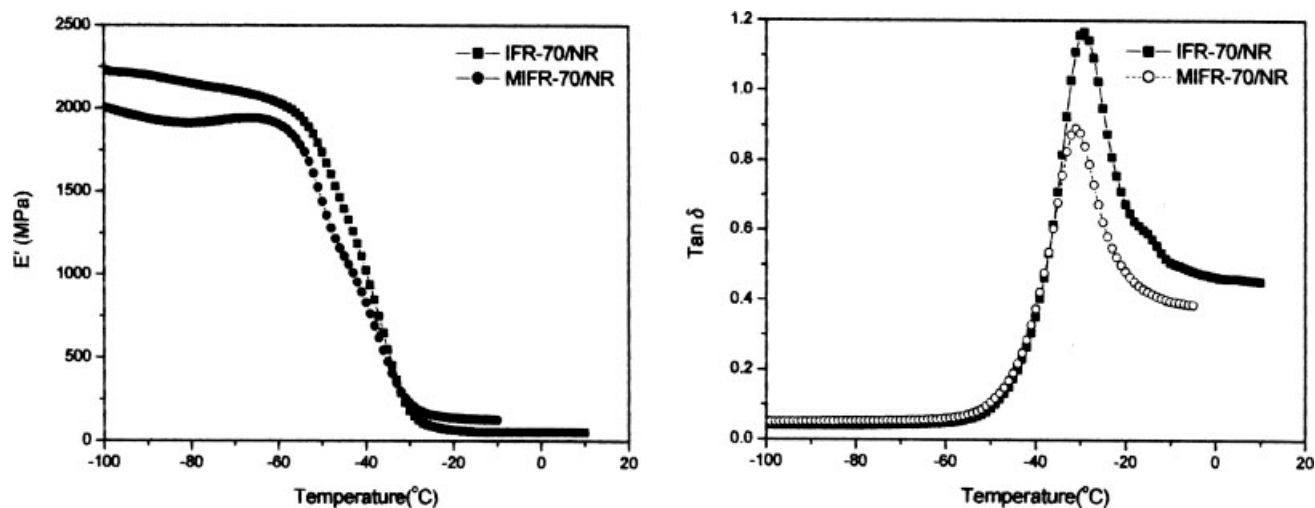 2500
2000
1500
1000
500
0
E' (MPa)
IFR-70/NR
MIFR-70/NR
-100 -80 -60 -40 -20 0 20
Temperature(°C)
1.2
1.0
0.8
0.6
0.4
0.2
0.0
Tan δ
IFR-70/NR
MIFR-70/NR
-100 -80 -60 -40 -20 0 20
Temperature(°C)